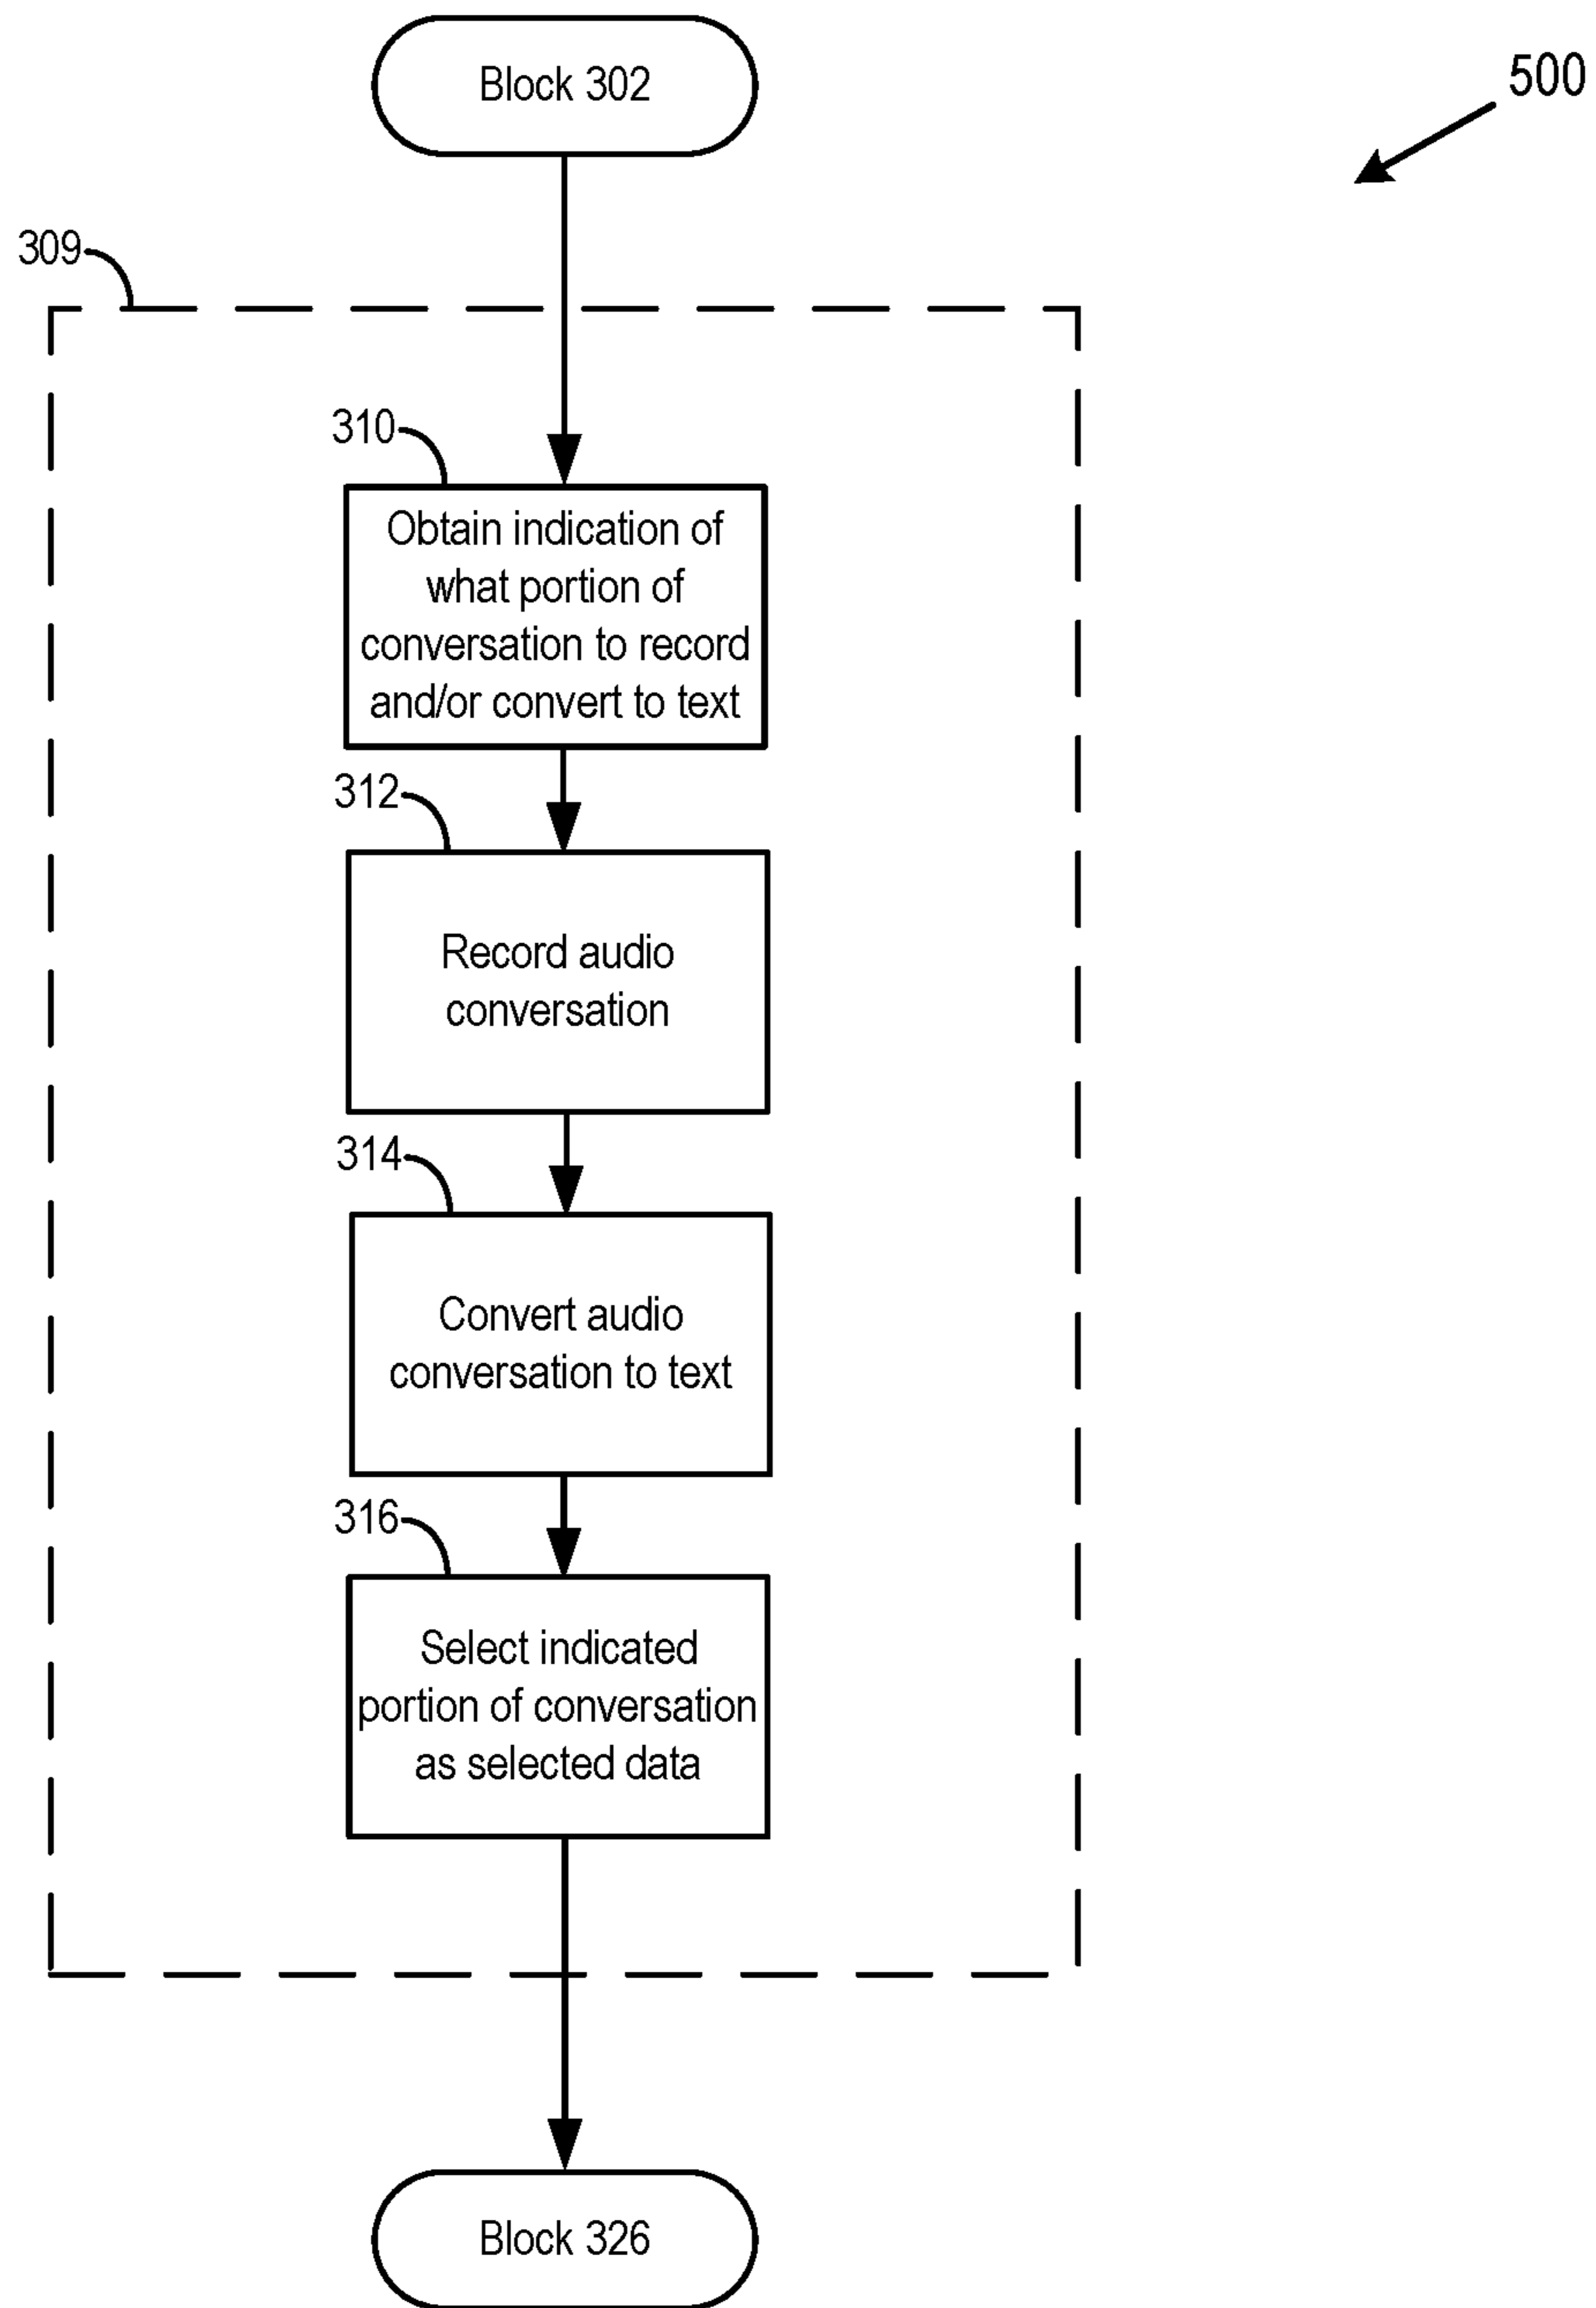 Block 302
500
309
310
Obtain indication of
what portion of
conversation to record
and/or convert to text
312
Record audio
conversation
314
Convert audio
conversation to text
316
Select indicated
portion of conversation
as selected data
Block 326